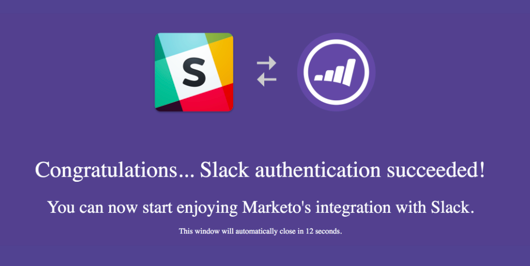 S
Congratulations... Slack authentication succeeded!
You can now start enjoying Marketo's integration with Slack.
This window will automatically close in 12 seconds.